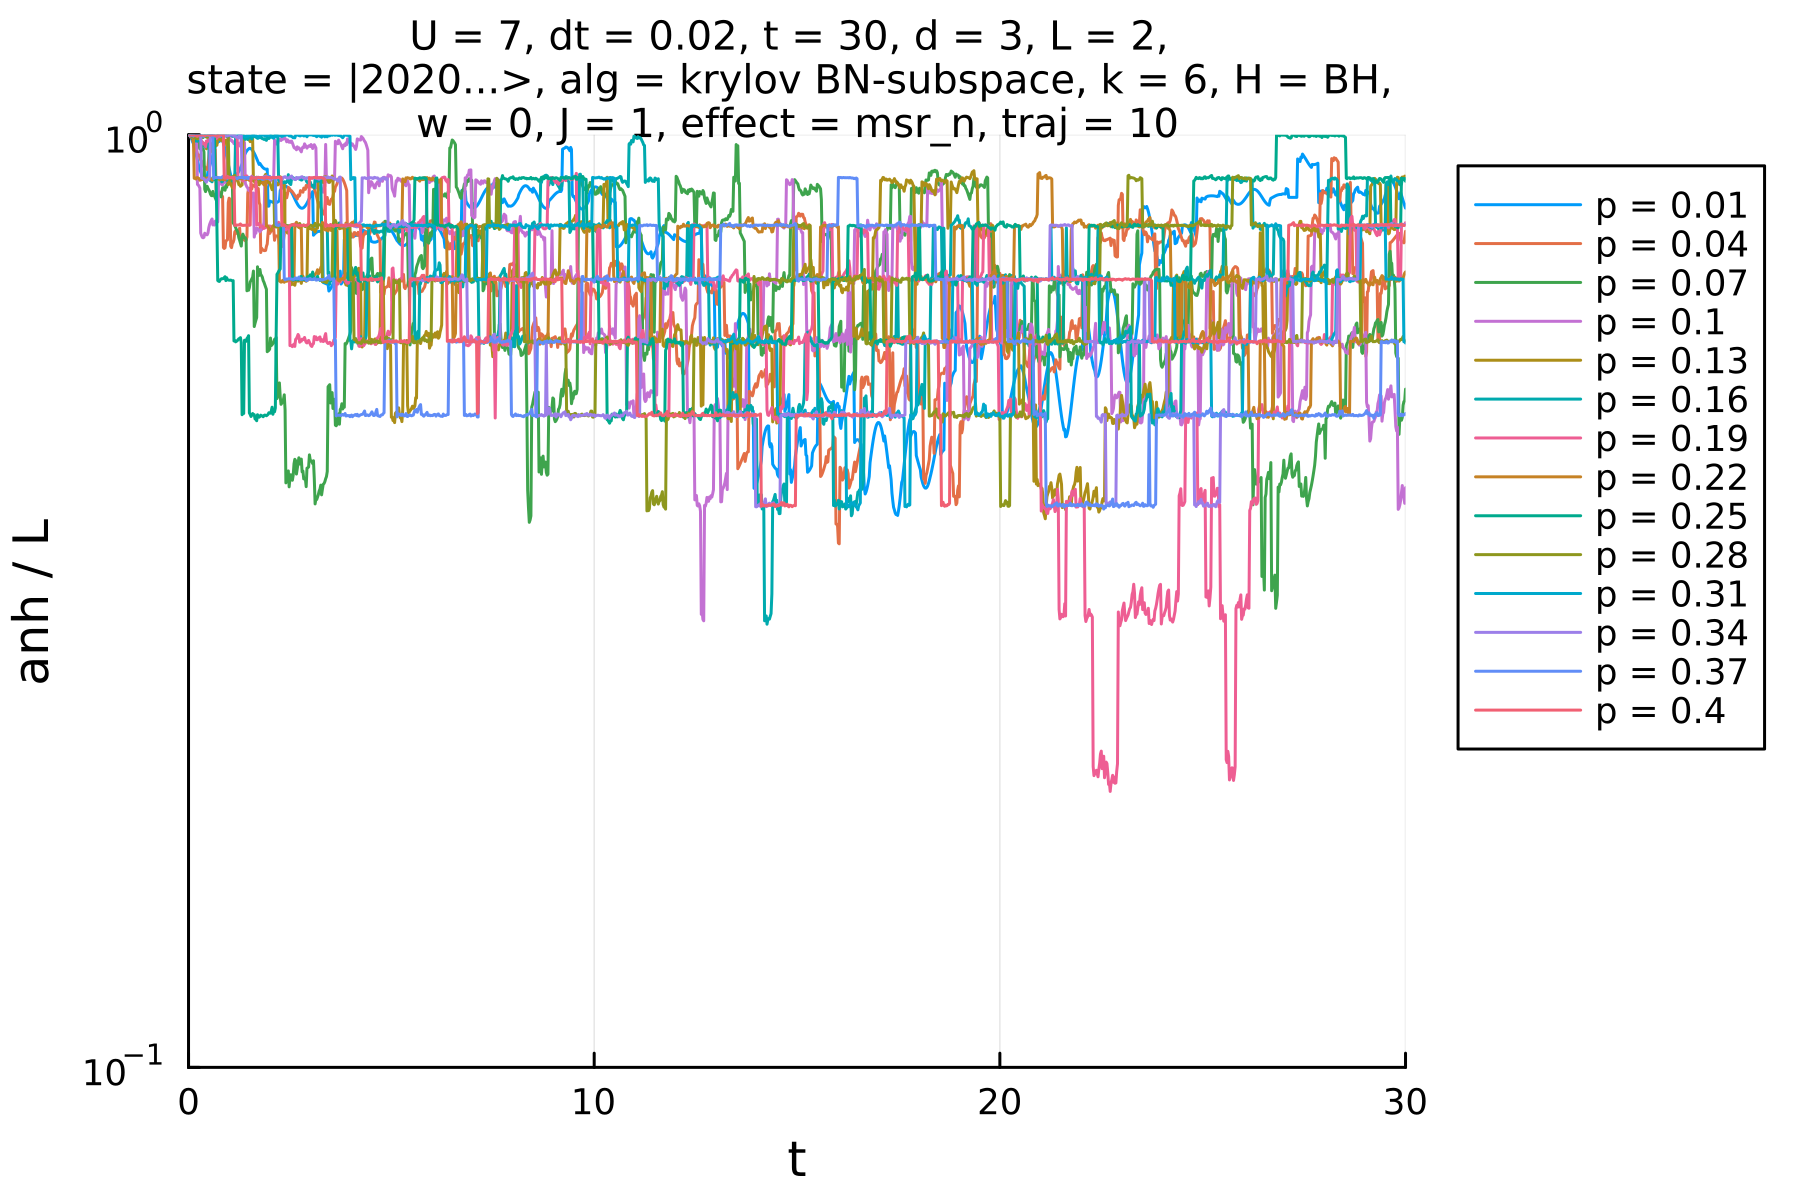 U = 7, dt = 0.02, t = 30, d = 3, L = 2,
state = |2020...>, alg = krylov BN-subspace, k = 6, H = BH,
w = 0, J = 1, effect = msr_n, traj = 10
10⁰
10⁻¹
anh / L
0 10 20 30
t
p = 0.01
p = 0.04
p = 0.07
p = 0.1
p = 0.13
p = 0.16
p = 0.19
p = 0.22
p = 0.25
p = 0.28
p = 0.31
p = 0.34
p = 0.37
p = 0.4